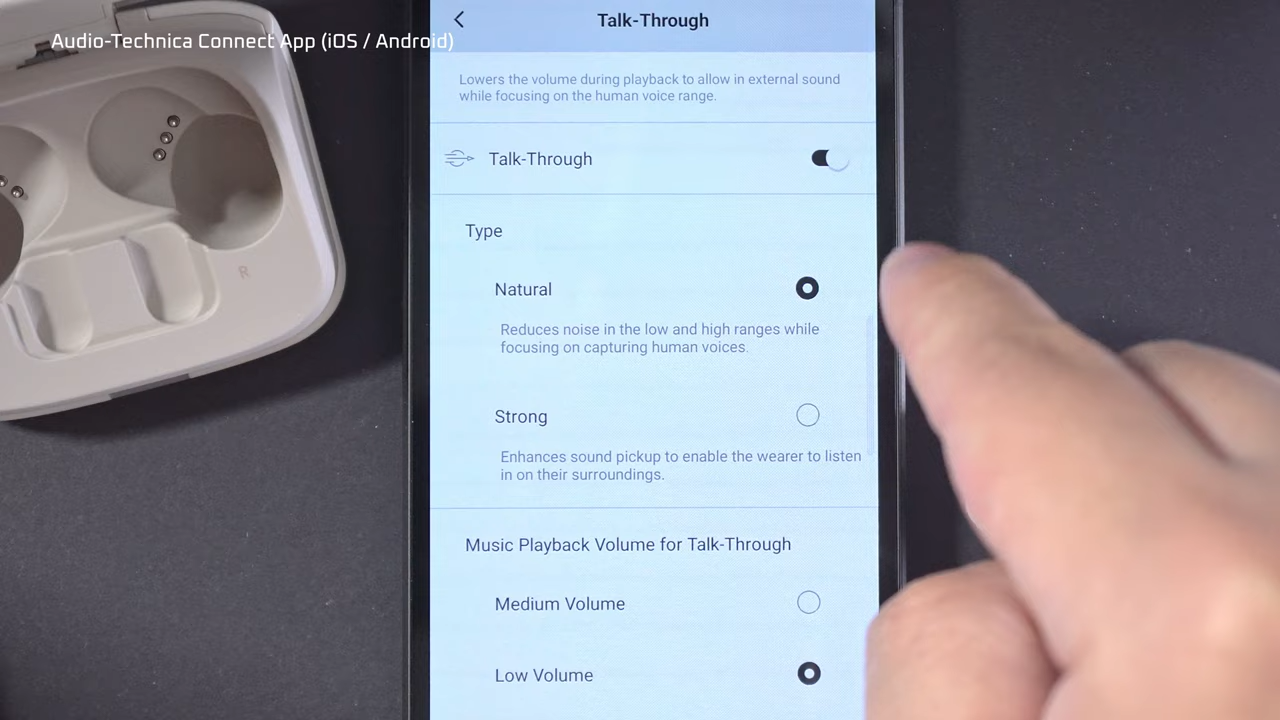 Talk-Through
Audio-Technica Connect App (iOS / Android)
Lowers the volume during playback to allow in external sound
while focusing on the human voice range.
Talk-Through
Type
Natural
Reduces noise in the low and high ranges while
focusing on capturing human voices.
Strong
Enhances sound pickup to enable the wearer to listen
in on their surroundings.
Music Playback Volume for Talk-Through
Medium Volume
Low Volume
R